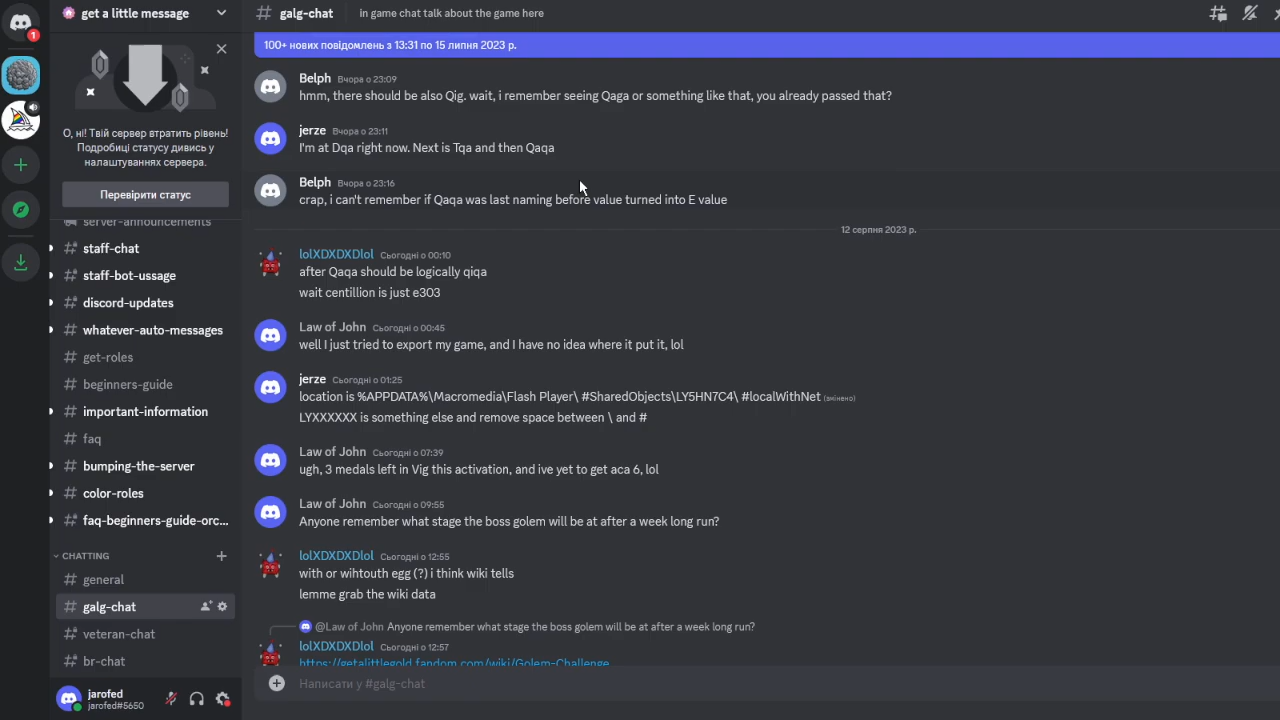 1
get a little message
О, ні! Твій сервер втратить рівень!
Подробиці статусу дивись у
налаштуваннях сервера.
Перевірити статус
server-announcements
staff-chat
staff-bot-ussage
discord-updates
whatever-auto-messages
get-roles
beginners-guide
important-information
faq
bumping-the-server
color-roles
faq-beginners-guide-orc...
CHATTING
general
galg-chat
veteran-chat
br-chat
jarofed
jarofed#5650
galg-chat in game chat talk about the game here
100+ нових повідомлень з 13:31 по 15 липня 2023 р.
Belph Вчора о 23:09
hmm, there should be also Qig. wait, i remember seeing Qaga or something like that, you already passed that?
jerze Вчора о 23:11
I'm at Dqa right now. Next is Tqa and then Qaqa
Belph Вчора о 23:16
crap, i can't remember if Qaqa was last naming before value turned into E value
12 серпня 2023 р.
lolXDXDXDlol Сьогодні о 00:10
after Qaqa should be logically qiqa
wait centillion is just e303
Law of John Сьогодні о 00:45
well I just tried to export my game, and I have no idea where it put it, lol
jerze Сьогодні о 01:25
location is %APPDATA%\Macromedia\Flash Player\ #SharedObjects\LY5HN7C4\ #localWithNet (змінено)
LYXXXXXX is something else and remove space between \ and #
Law of John Сьогодні о 07:39
ugh, 3 medals left in Vig this activation, and ive yet to get aca 6, lol
Law of John Сьогодні о 09:55
Anyone remember what stage the boss golem will be at after a week long run?
lolXDXDXDlol Сьогодні о 12:55
with or wihtouth egg (?) i think wiki tells
lemme grab the wiki data
@Law of John Anyone remember what stage the boss golem will be at after a week long run?
lolXDXDXDlol Сьогодні о 12:57
https://getalittlegold.fandom.com/wiki/Golem-Challenge
Написати у #galg-chat